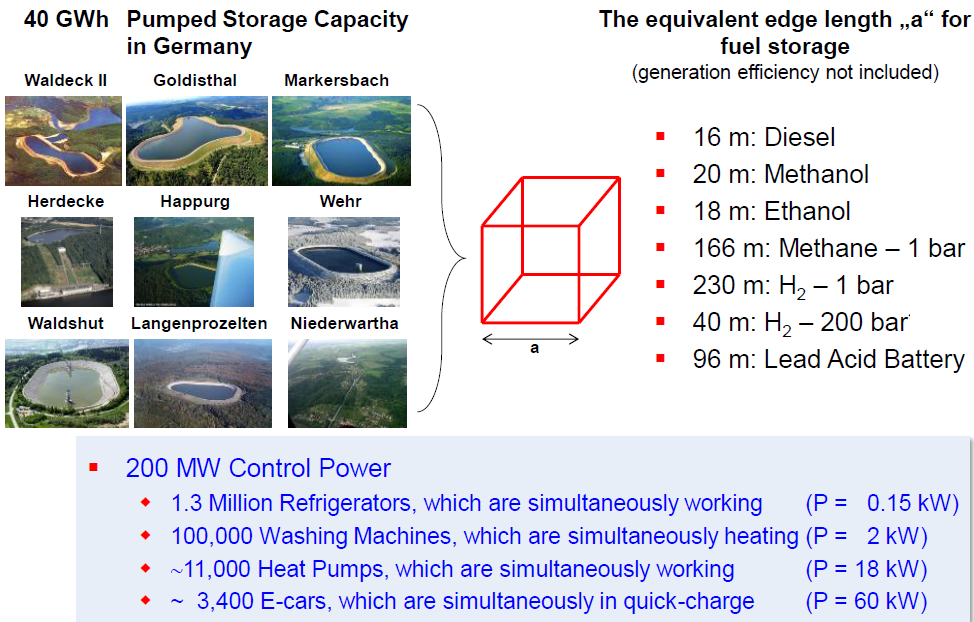 40 GWh Pumped Storage Capacity
in Germany
The equivalent edge length „a“ for
fuel storage
(generation efficiency not included)
Waldeck II
Goldisthal
Markersbach
Herdecke
Happurg
Wehr
Waldshut
Langenprozelten
Niederwartha
a
16 m: Diesel
20 m: Methanol
18 m: Ethanol
166 m: Methane – 1 bar
230 m: H2 – 1 bar
40 m: H2 – 200 bar
96 m: Lead Acid Battery
200 MW Control Power
1.3 Million Refrigerators, which are simultaneously working (P = 0.15 kW)
100,000 Washing Machines, which are simultaneously heating (P = 2 kW)
~11,000 Heat Pumps, which are simultaneously working (P = 18 kW)
~ 3,400 E-cars, which are simultaneously in quick-charge (P = 60 kW)